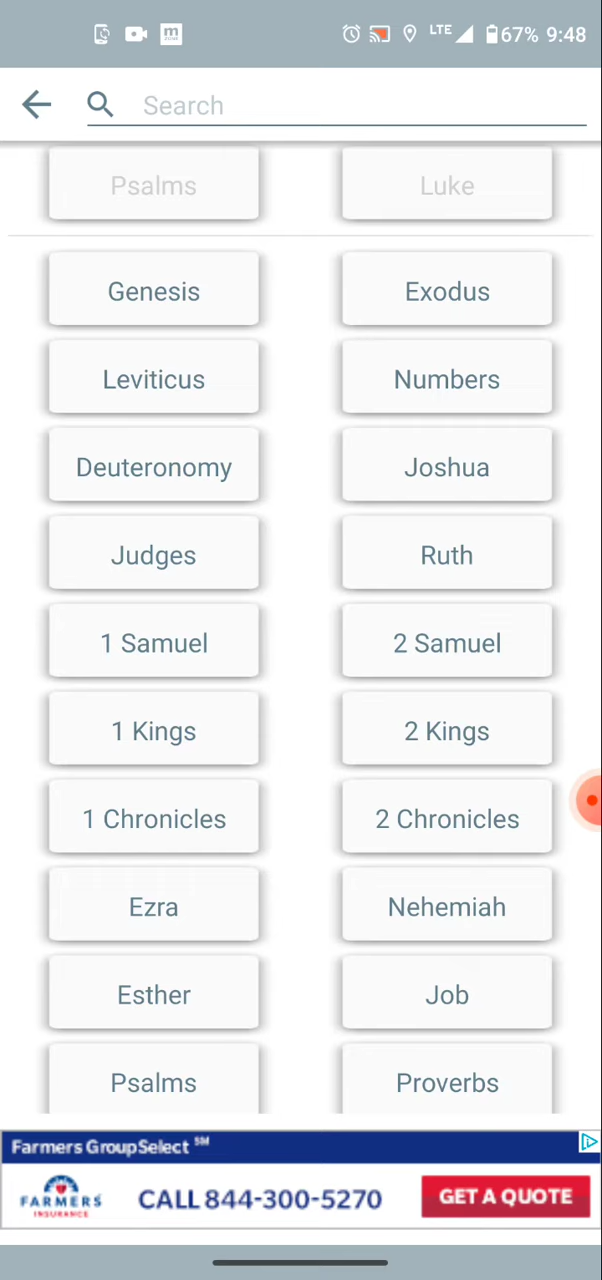 LTE 67% 9:48
Search
Psalms Luke
Genesis Exodus
Leviticus Numbers
Deuteronomy Joshua
Judges Ruth
1 Samuel 2 Samuel
1 Kings 2 Kings
1 Chronicles 2 Chronicles
Ezra Nehemiah
Esther Job
Psalms Proverbs
Farmers GroupSelect SM
FARMERS
INSURANCE
CALL 844-300-5270
GET A QUOTE